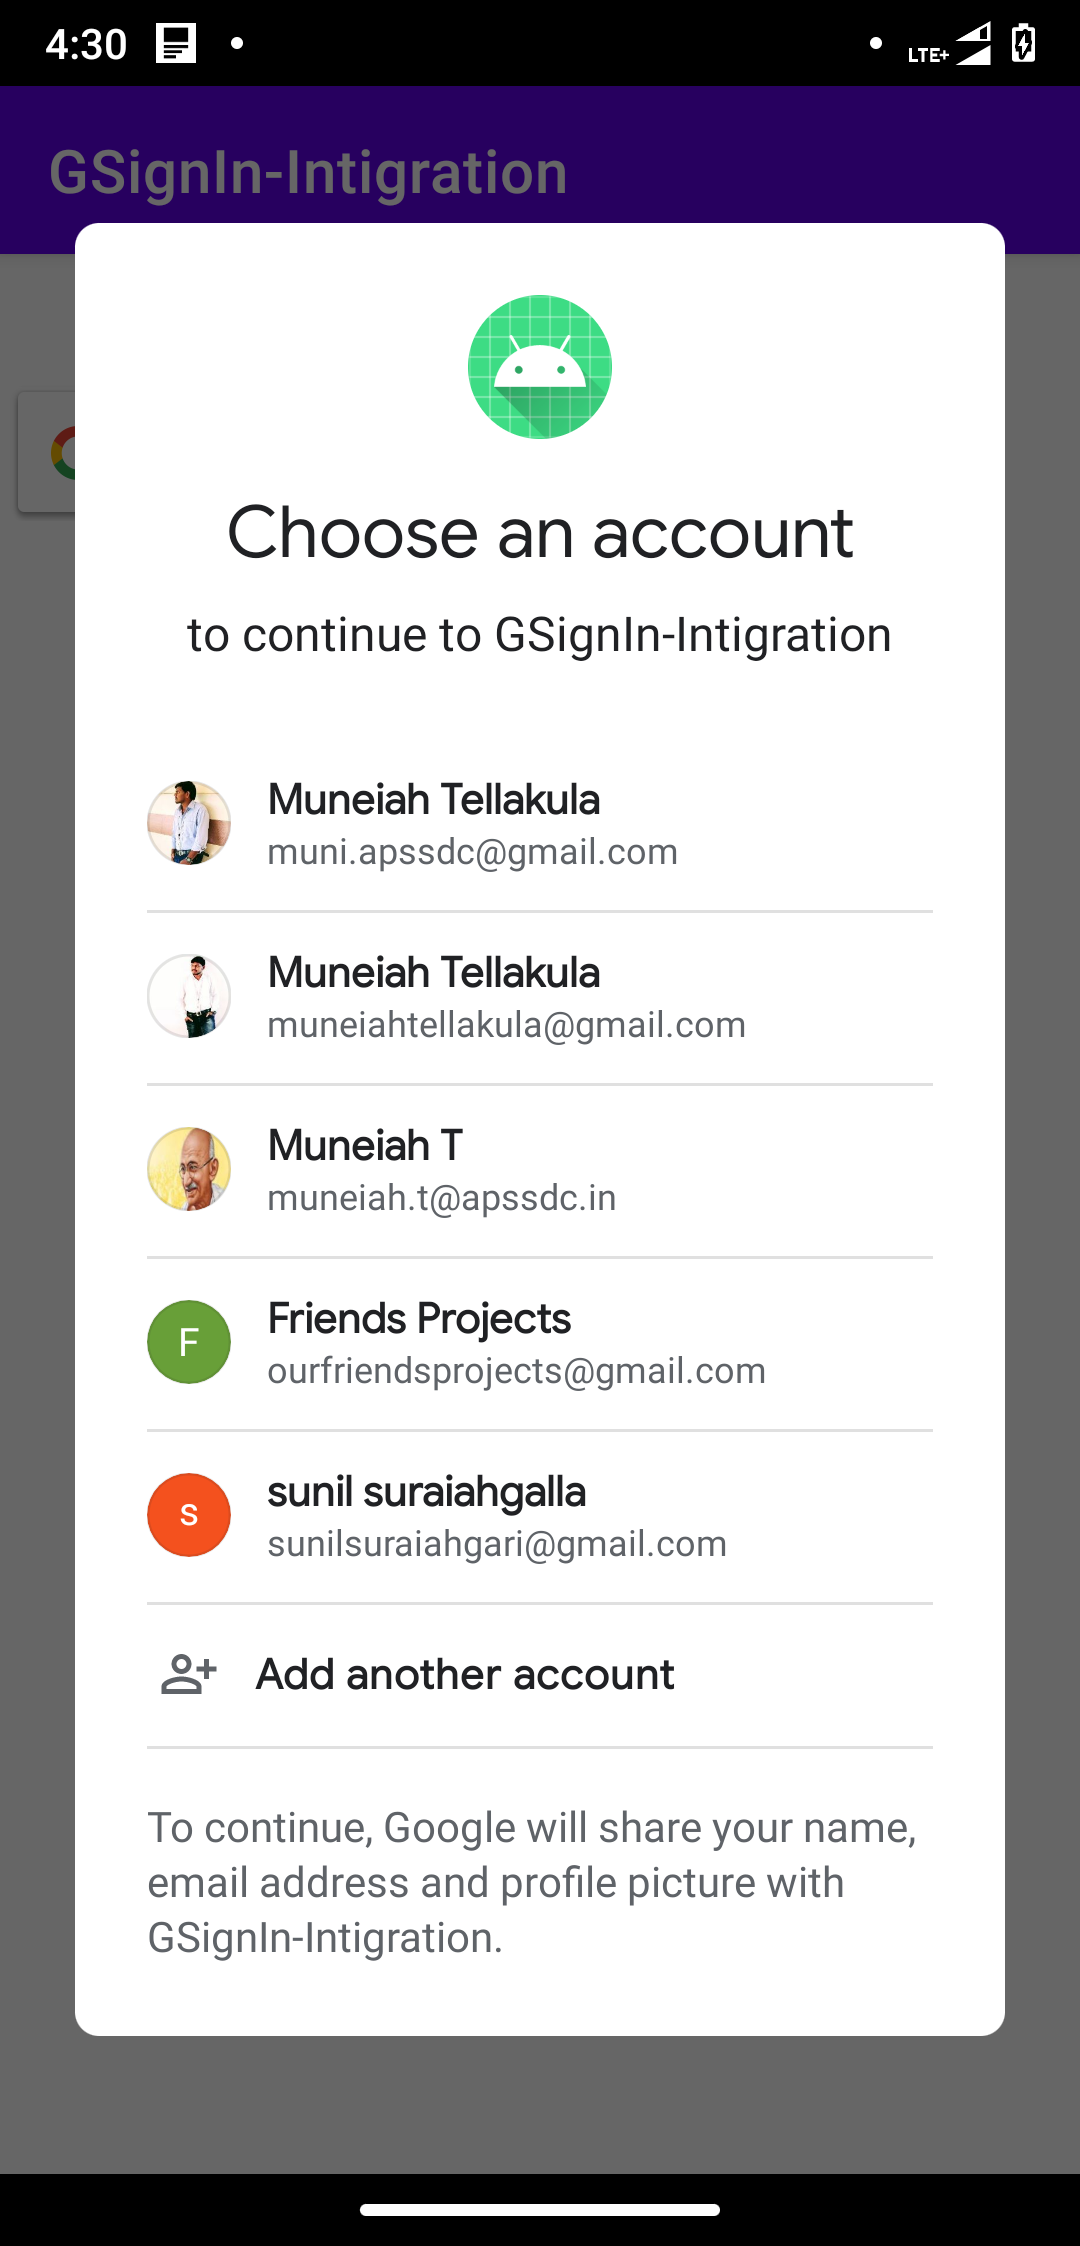 4:30
LTE+
GSignIn-Intigration
Choose an account
to continue to GSignIn-Intigration
Muneiah Tellakula
muni.apssdc@gmail.com
Muneiah Tellakula
muneiahtellakula@gmail.com
Muneiah T
muneiah.t@apssdc.in
F
Friends Projects
ourfriendsprojects@gmail.com
s
sunil suraiahgalla
sunilsuraiahgari@gmail.com
Add another account
To continue, Google will share your name,
email address and profile picture with
GSignIn-Intigration.